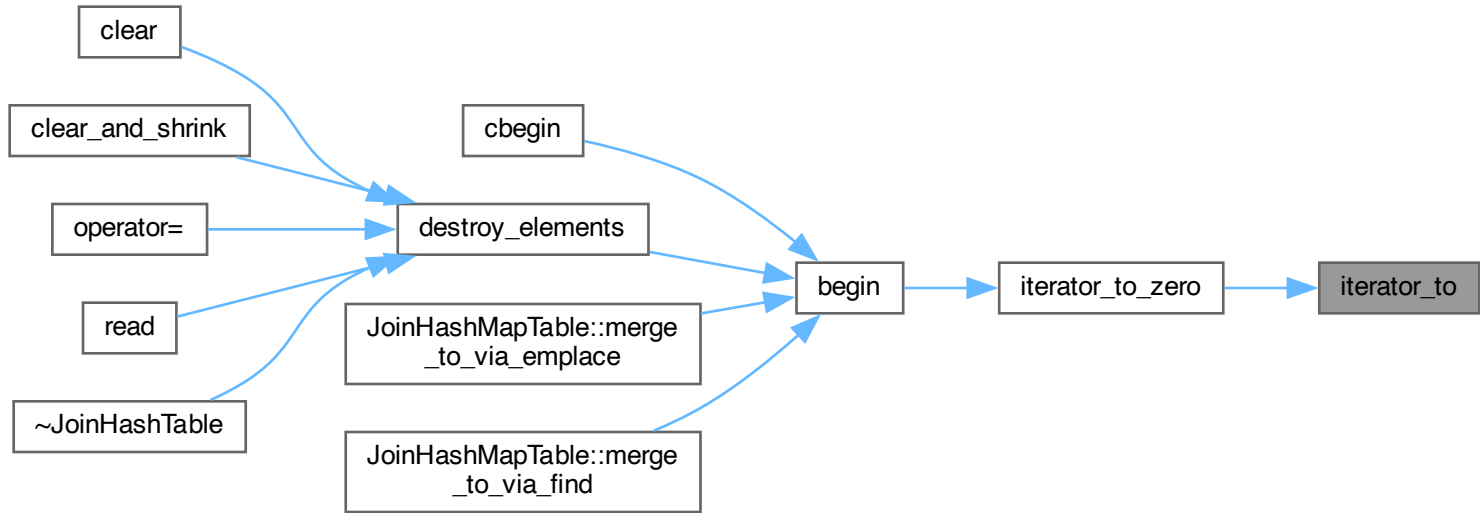 clear
clear_and_shrink
cbegin
operator=
destroy_elements
begin
iterator_to_zero
iterator_to
read
JoinHashMapTable::merge
_to_via_emplace
~JoinHashTable
JoinHashMapTable::merge
_to_via_find